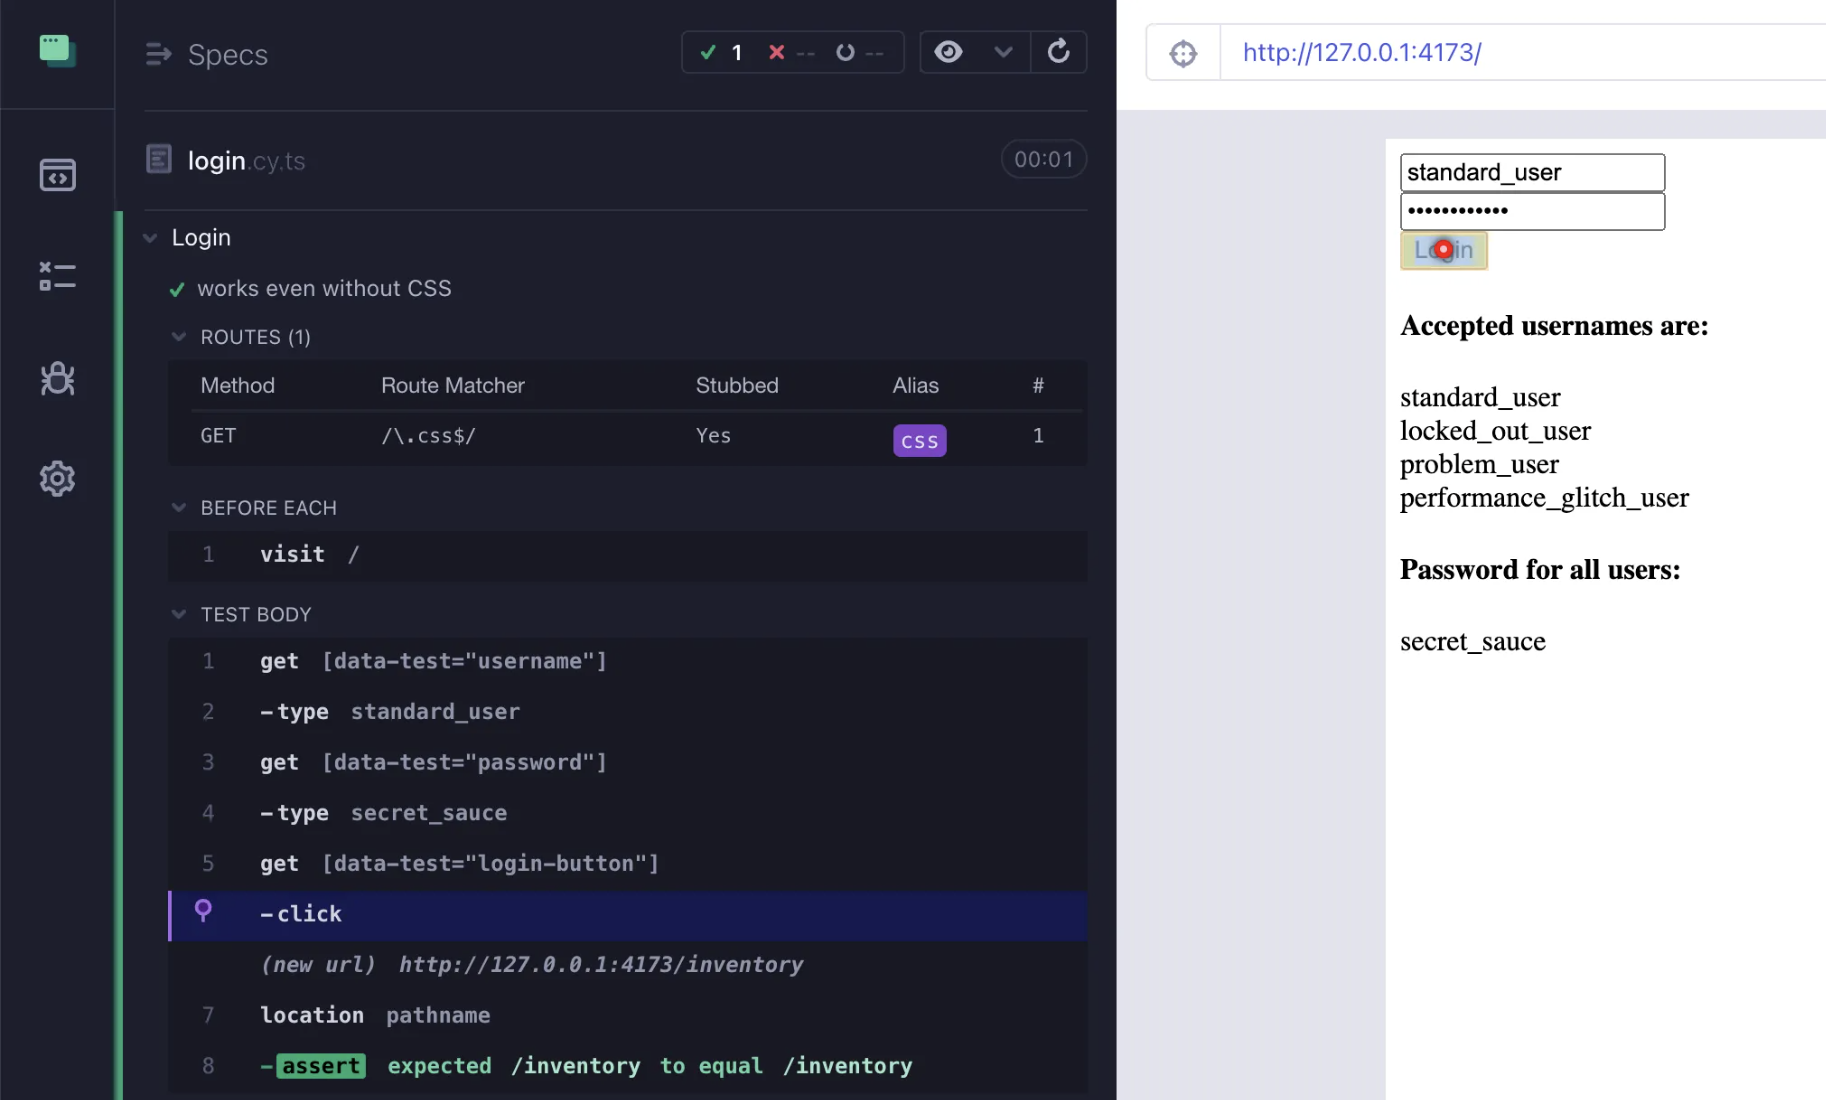 Specs
1 -- --
login.cy.ts 00:01
Login
works even without CSS
ROUTES (1)
Method Route Matcher Stubbed Alias #
GET /\.css$/ Yes css 1
BEFORE EACH
1 visit /
TEST BODY
1 get [data-test="username"]
2 -type standard_user
3 get [data-test="password"]
4 -type secret_sauce
5 get [data-test="login-button"]
-click
(new url) http://127.0.0.1:4173/inventory
7 location pathname
8 -assert expected /inventory to equal /inventory
http://127.0.0.1:4173/
standard_user
••••••••••••
Login
Accepted usernames are:
standard_user
locked_out_user
problem_user
performance_glitch_user
Password for all users:
secret_sauce